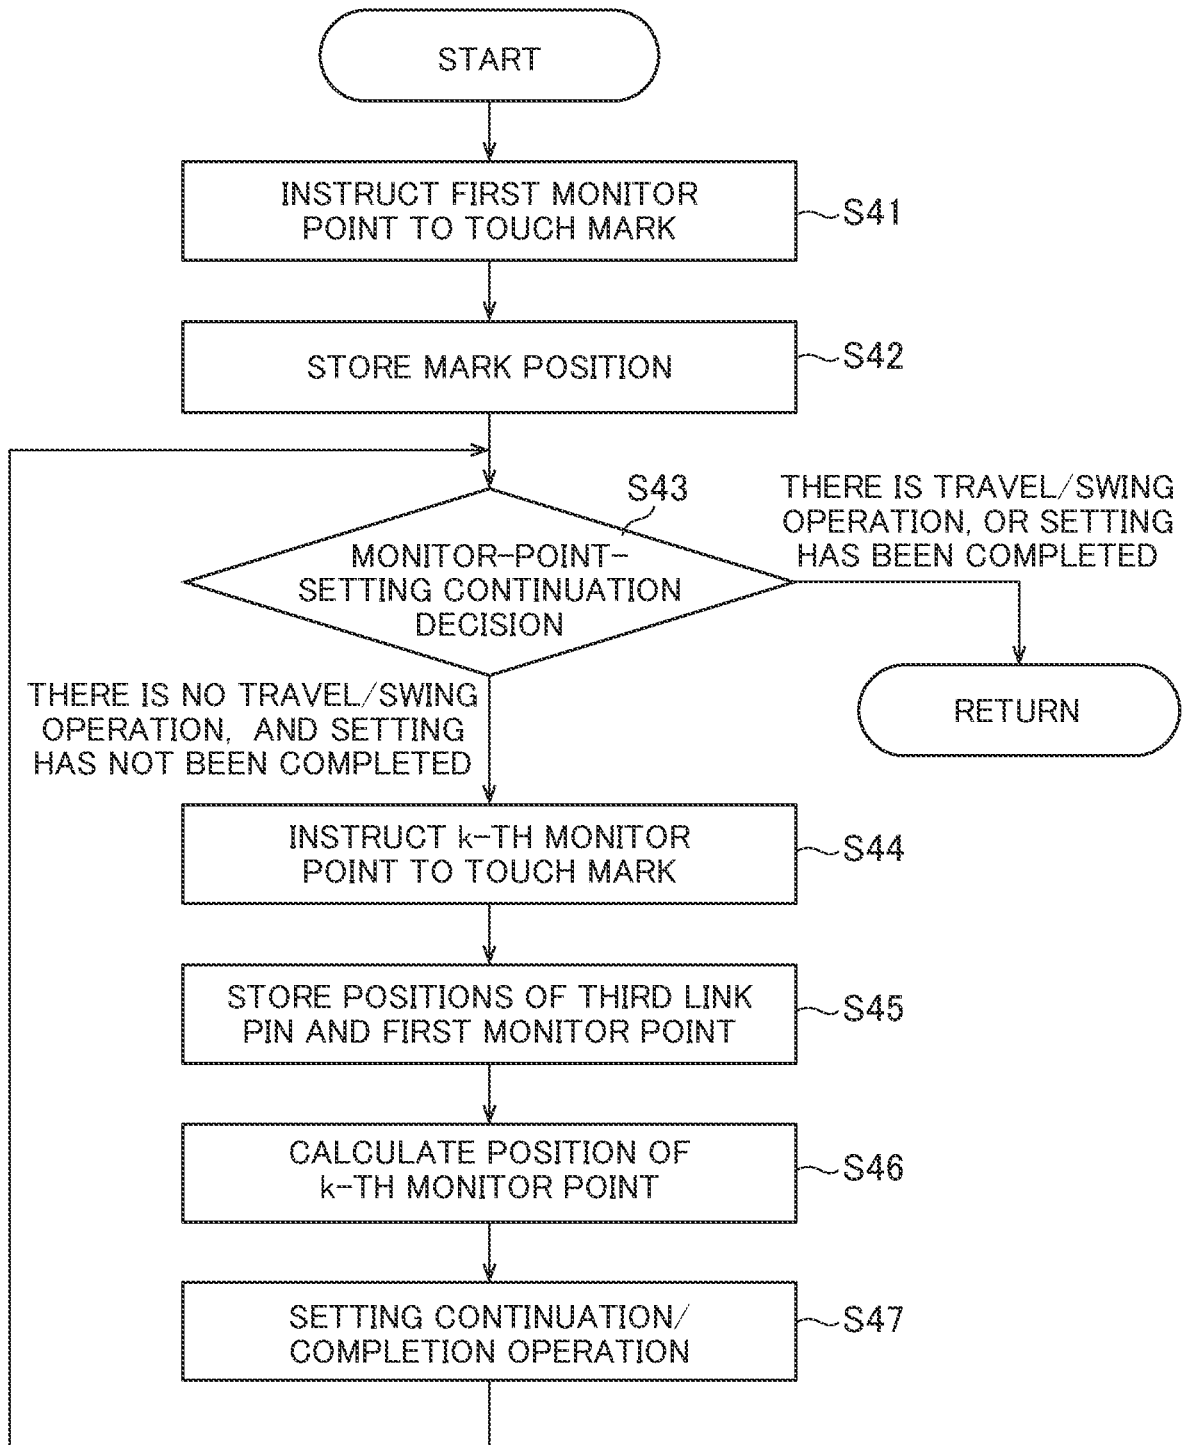 START
INSTRUCT FIRST MONITOR
POINT TO TOUCH MARK
S41
STORE MARK POSITION
S42
S43
MONITOR-POINT-
SETTING CONTINUATION
DECISION
THERE IS TRAVEL/SWING
OPERATION, OR SETTING
HAS BEEN COMPLETED
RETURN
THERE IS NO TRAVEL/SWING
OPERATION, AND SETTING
HAS NOT BEEN COMPLETED
INSTRUCT k-TH MONITOR
POINT TO TOUCH MARK
S44
STORE POSITIONS OF THIRD LINK
PIN AND FIRST MONITOR POINT
S45
CALCULATE POSITION OF
k-TH MONITOR POINT
S46
SETTING CONTINUATION/
COMPLETION OPERATION
S47